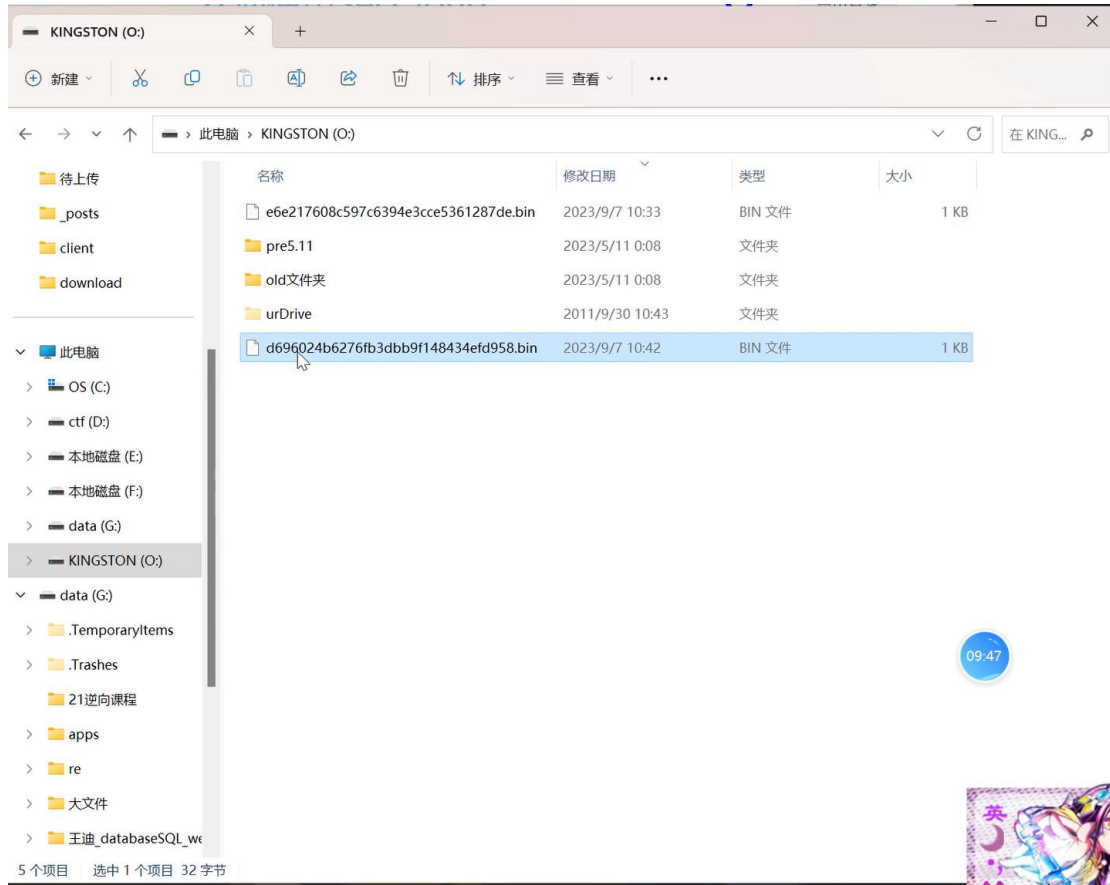 KINGSTON (O:)
新建 排序 查看
此电脑 > KINGSTON (O:) 在 KING...
待上传
_posts
client
download
此电脑
OS (C:)
ctf (D:)
本地磁盘 (E:)
本地磁盘 (F:)
data (G:)
KINGSTON (O:)
data (G:)
.TemporaryItems
.Trashes
21逆向课程
apps
re
大文件
王迪_databaseSQL_we
名称 修改日期 类型 大小
e6e217608c597c6394e3cce5361287de.bin 2023/9/7 10:33 BIN 文件 1 KB
pre5.11 2023/5/11 0:08 文件夹
old文件夹 2023/5/11 0:08 文件夹
urDrive 2011/9/30 10:43 文件夹
d696024b6276fb3dbb9f148434efd958.bin 2023/9/7 10:42 BIN 文件 1 KB
09:47
英
5 个项目 选中 1 个项目 32 字节